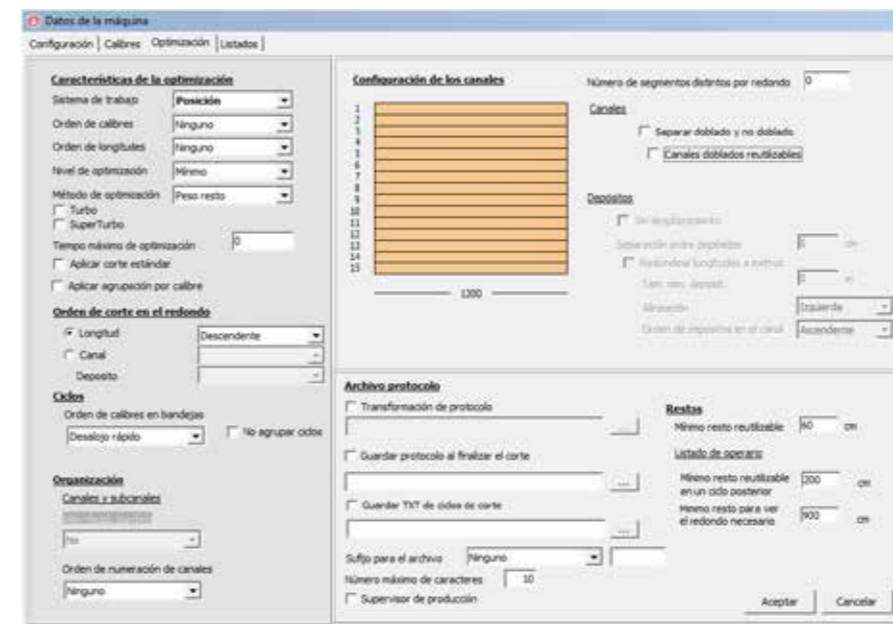 Datos de la máquina
Configuración Calibres Optimización Listados
Características de la optimización
Sistema de trabajo Posición
Orden de calibres Ninguno
Orden de longitudes Ninguno
Nivel de optimización Mínimo
Método de optimización Peso resto
Turbo
SuperTurbo
Tiempo máximo de optimización 0
Aplicar corte estándar
Aplicar agrupación por calibre
Orden de corte en el redondo
Longitud Descendente
Canal
Deposito
Ciclos
Orden de calibres en bandejas
Desalojo rápido No agrupar ciclos
Organización
Canales y subcanales
No
Orden de numeración de canales
Ninguno
Configuración de los canales
1
2
3
4
5
6
7
8
9
10
11
12
13
14
15
1200
Número de segmentos distintos por redondo 0
Canales
Separar doblado y no doblado
Canales doblados reutilizables
Depósitos
Sin desplazamiento
Separación entre depósitos cm
Redondear longitudes a metros
Tam. min. deposit.
Alineación Izquierda
Orden de depósitos en el canal Ascendente
Archivo protocolo
Transformación de protocolo
...
Guardar protocolo al finalizar el corte
...
Guardar TXT de ciclos de corte
...
Sufijo para el archivo Ninguno
Número máximo de caracteres 10
Supervisor de producción
Restos
Mínimo resto reutilizable 60 cm
Listado de operario
Mínimo resto reutilizable
en un ciclo posterior 200 cm
Mínimo resto para ver
el redondo necesario 900 cm
Aceptar Cancelar